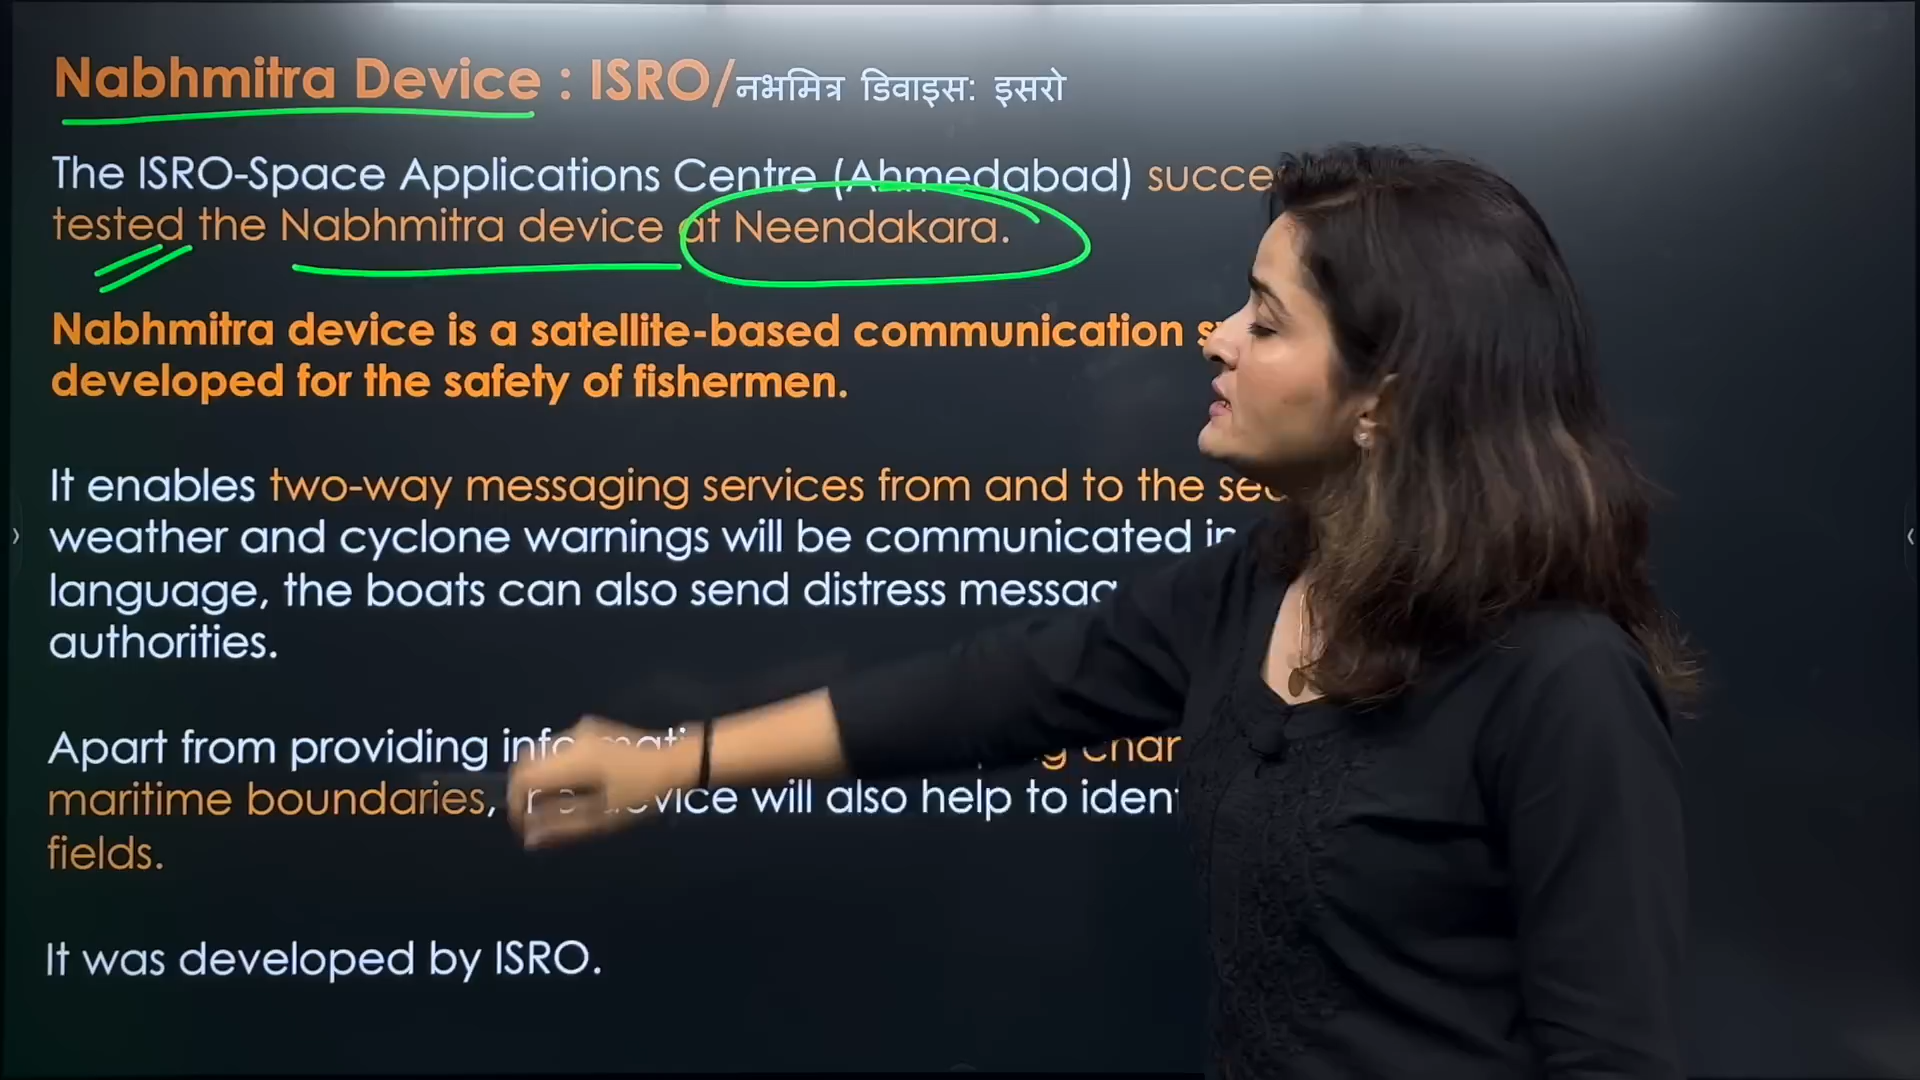 Nabhmitra Device : ISRO/नभमित्र डिवाइस: इसरो
The ISRO-Space Applications Centre (Ahmedabad)
tested the Nabhmitra device at Neendakara.
Nabhmitra device is a satellite-based communication
developed for the safety of fishermen.
It enables two-way messaging services from and to the
weather and cyclone warnings will be communicated
language, the boats can also send distress
authorities.
Apart from providing
maritime boundaries, will also help to
fields.
It was developed by ISRO.